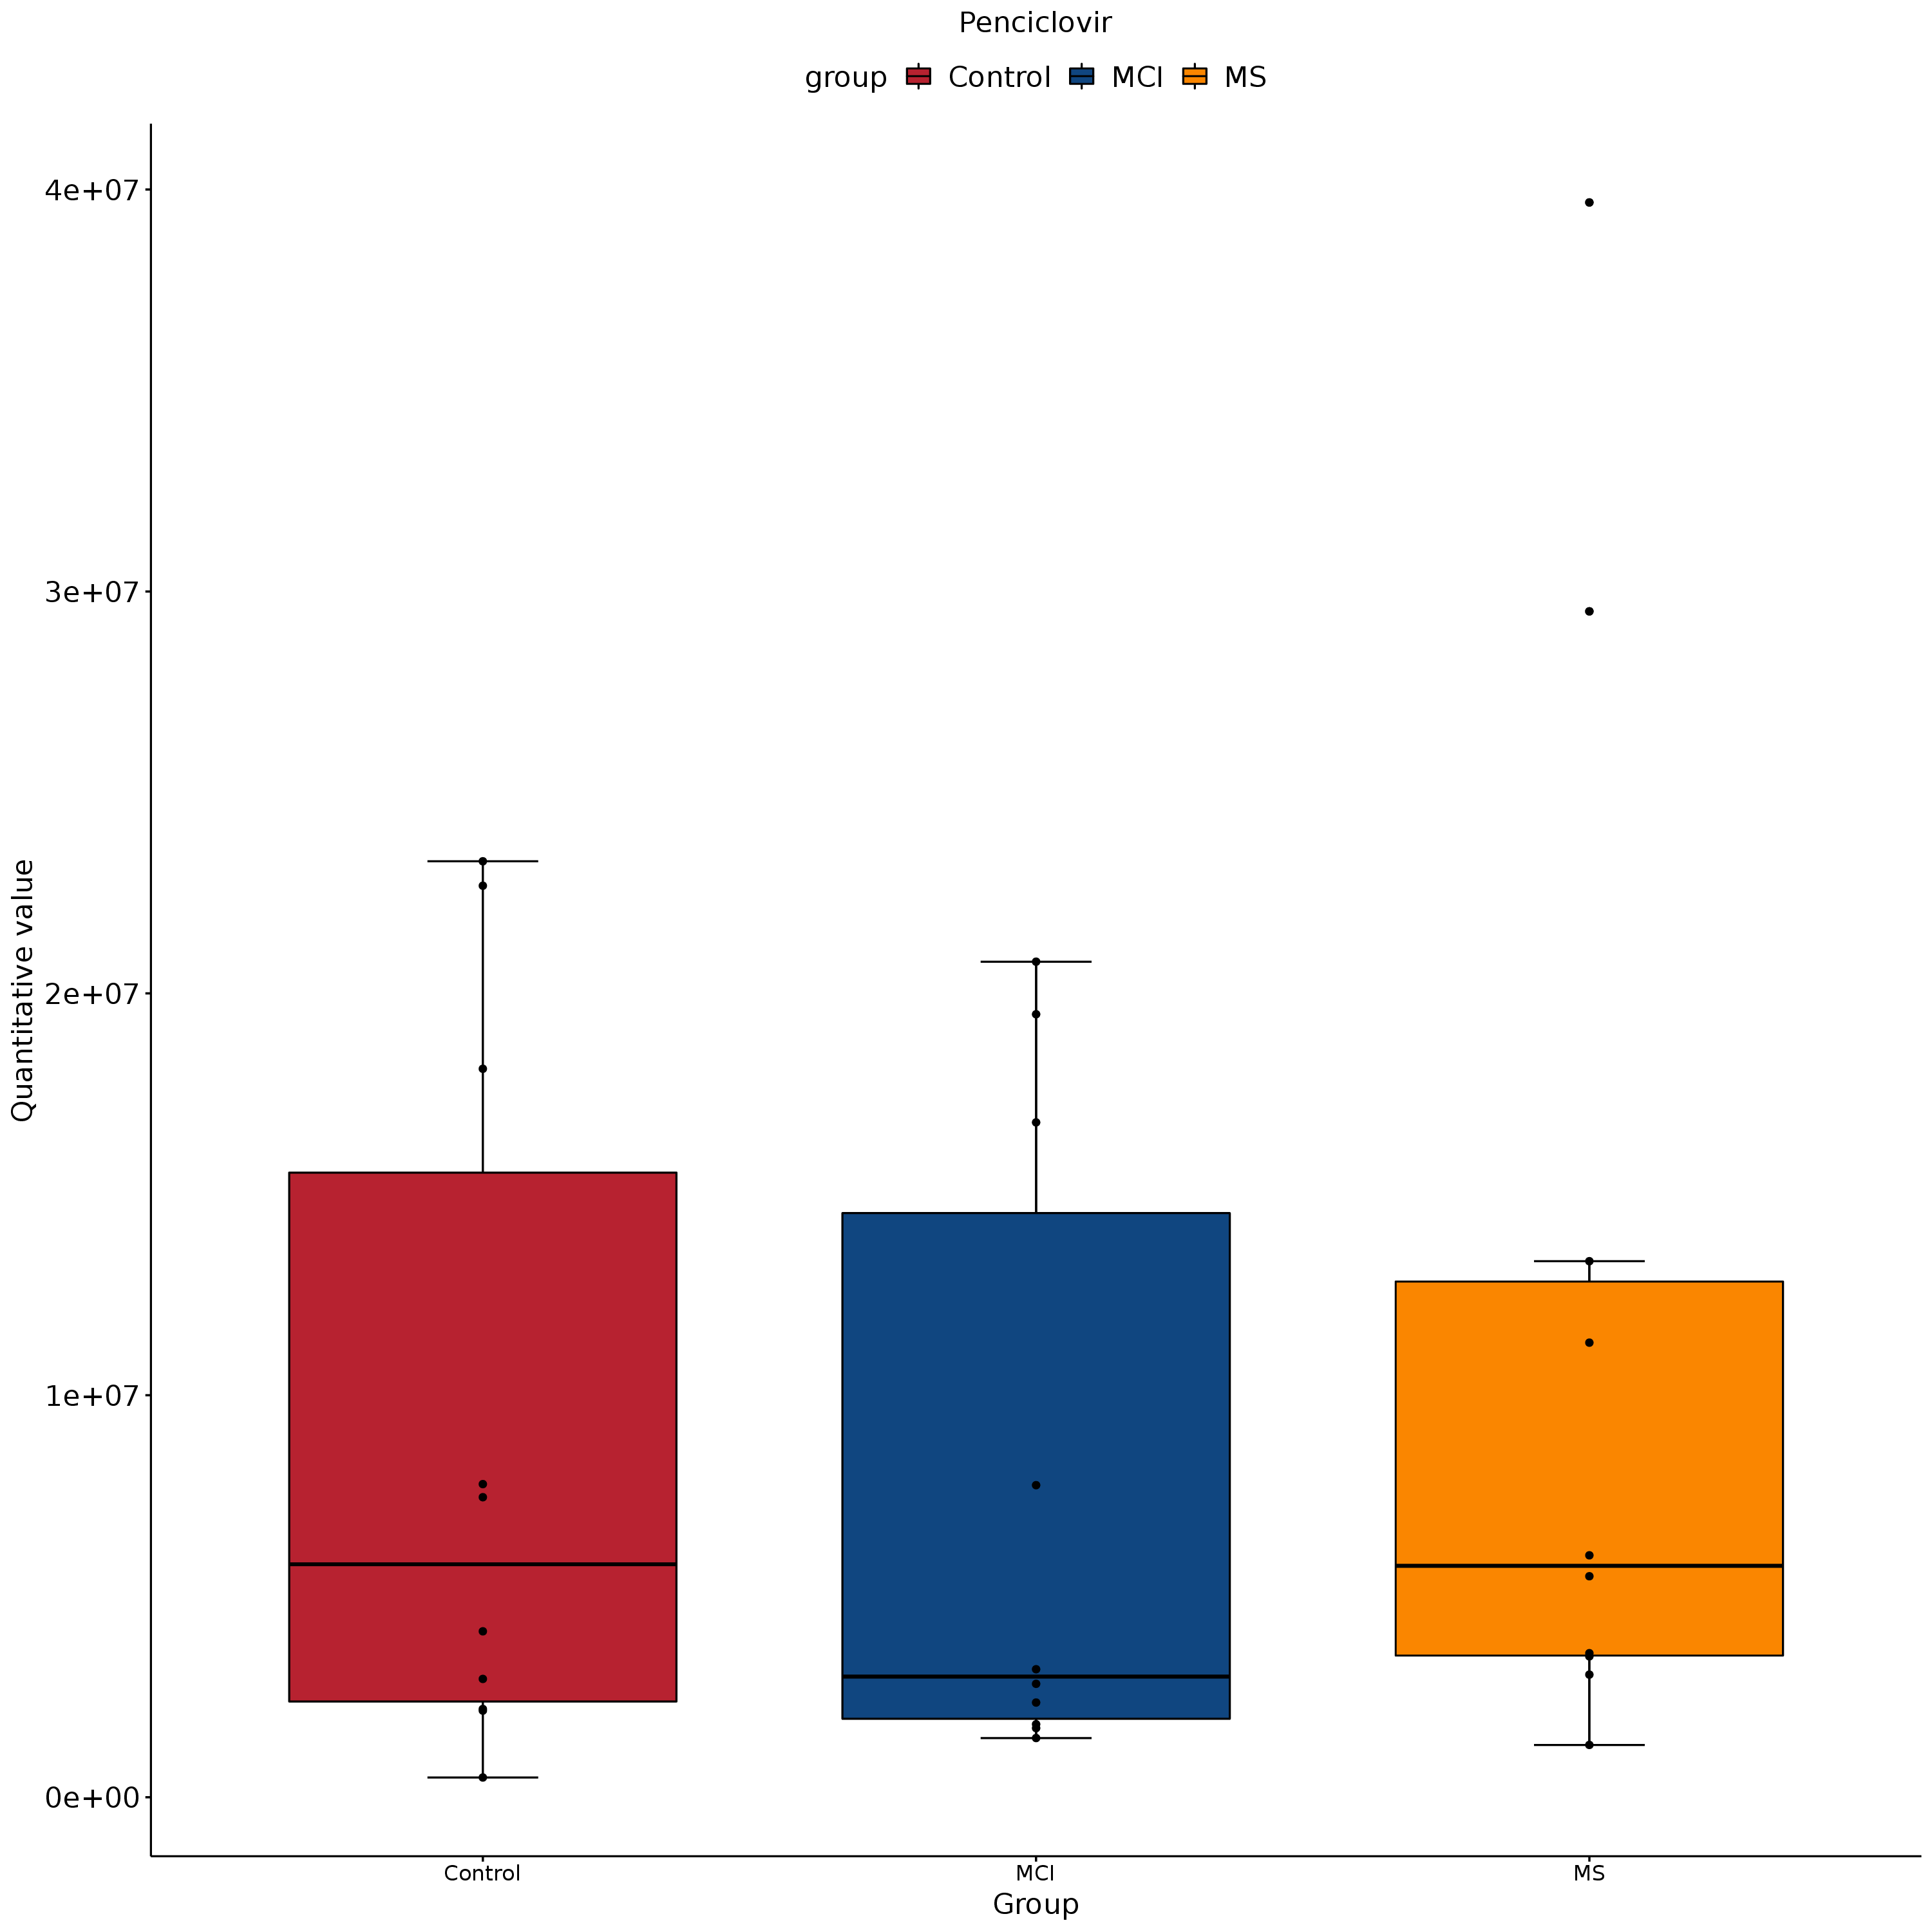 Penciclovir
group Control MCI MS
Quantitative value
4e+07
3e+07
2e+07
1e+07
0e+00
Control MCI MS
Group